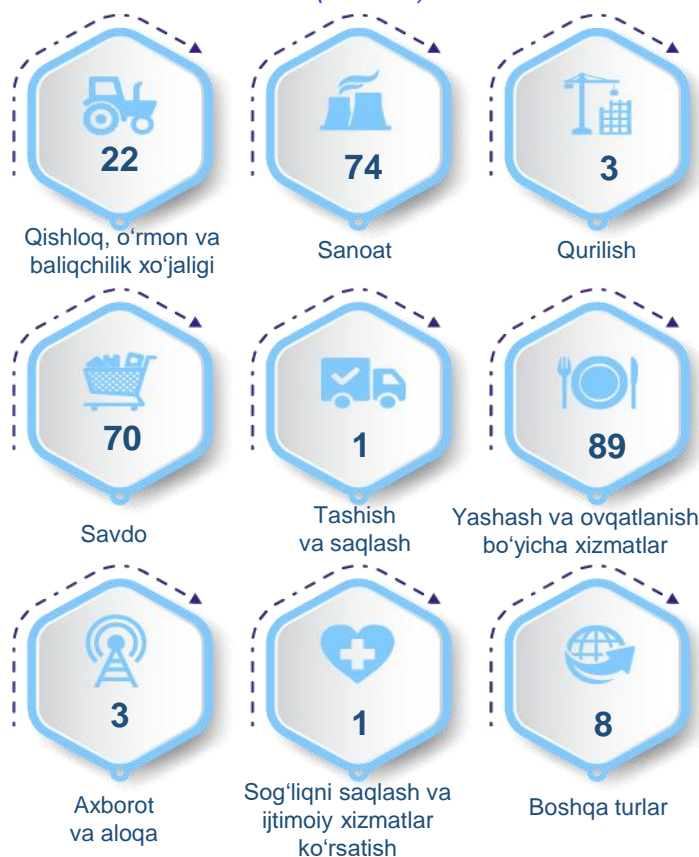 22
74
3
Qishloq, o‘rmon va
baliqchilik xo‘jaligi
Sanoat
Qurilish
70
1
89
Savdo
Tashish
va saqlash
Yashash va ovqatlanish
bo‘yicha xizmatlar
3
1
8
Axborot
va aloqa
Sog‘liqni saqlash va
ijtimoiy xizmatlar
ko‘rsatish
Boshqa turlar